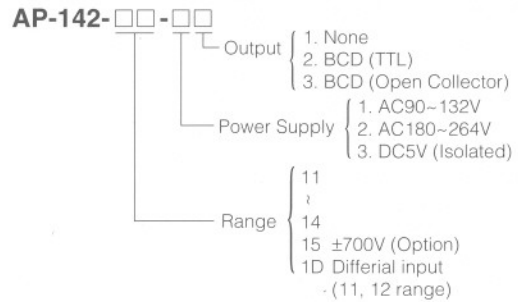 AP-142-□□-□□
Output
1. None
2. BCD (TTL)
3. BCD (Open Collector)
Power Supply
1. AC90~132V
2. AC180~264V
3. DC5V (Isolated)
Range
11
≀
14
15 ±700V (Option)
1D Differial input
(11, 12 range)